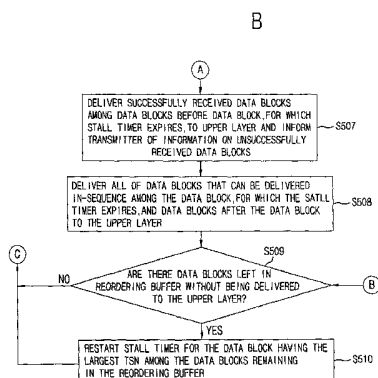 B
A
DELIVER SUCCESSFULLY RECEIVED DATA BLOCKS
AMONG DATA BLOCKS BEFORE DATA BLOCK, FOR WHICH
STALL TIMER EXPIRES, TO UPPER LAYER AND INFORM
TRANSMITTER OF INFORMATION ON UNSUCCESSFULLY
RECEIVED DATA BLOCKS
S507
DELIVER ALL OF DATA BLOCKS THAT CAN BE DELIVERED
IN-SEQUENCE AMONG THE DATA BLOCK, FOR WHICH THE SATLL
TIMER EXPIRES, AND DATA BLOCKS AFTER THE DATA BLOCK
TO THE UPPER LAYER
S508
S509
C
NO
ARE THERE DATA BLOCKS LEFT IN
REORDERING BUFFER WITHOUT BEING DELIVERED
TO THE UPPER LAYER?
B
YES
RESTART STALL TIMER FOR THE DATA BLOCK HAVING THE
LARGEST TSN AMONG THE DATA BLOCKS REMAINING
IN THE REORDERING BUFFER
S510